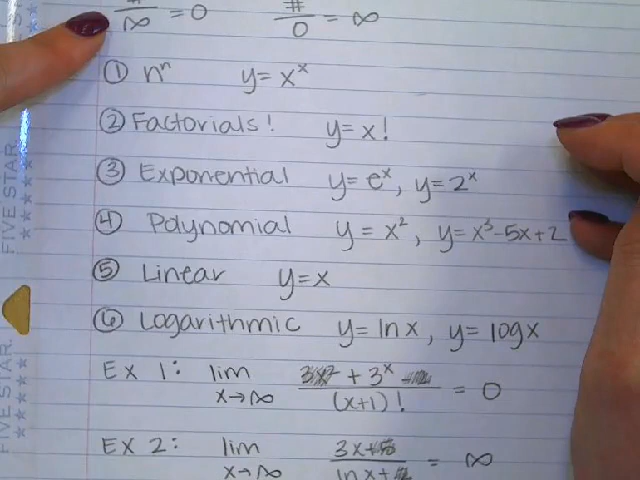 #/∞ = 0    #/0 = ∞
① nⁿ    y = xˣ
② Factorials!    y = x!
③ Exponential    y = eˣ, y = 2ˣ
④ Polynomial    y = x², y = x³-5x+2
⑤ Linear    y = x
⑥ Logarithmic    y = ln x, y = log x
EX 1: lim x→∞ + 3ˣ / (x+1)! = 0
EX 2: lim x→∞ 3x / ln x + = ∞
FIVE STAR.
FIVE STAR.